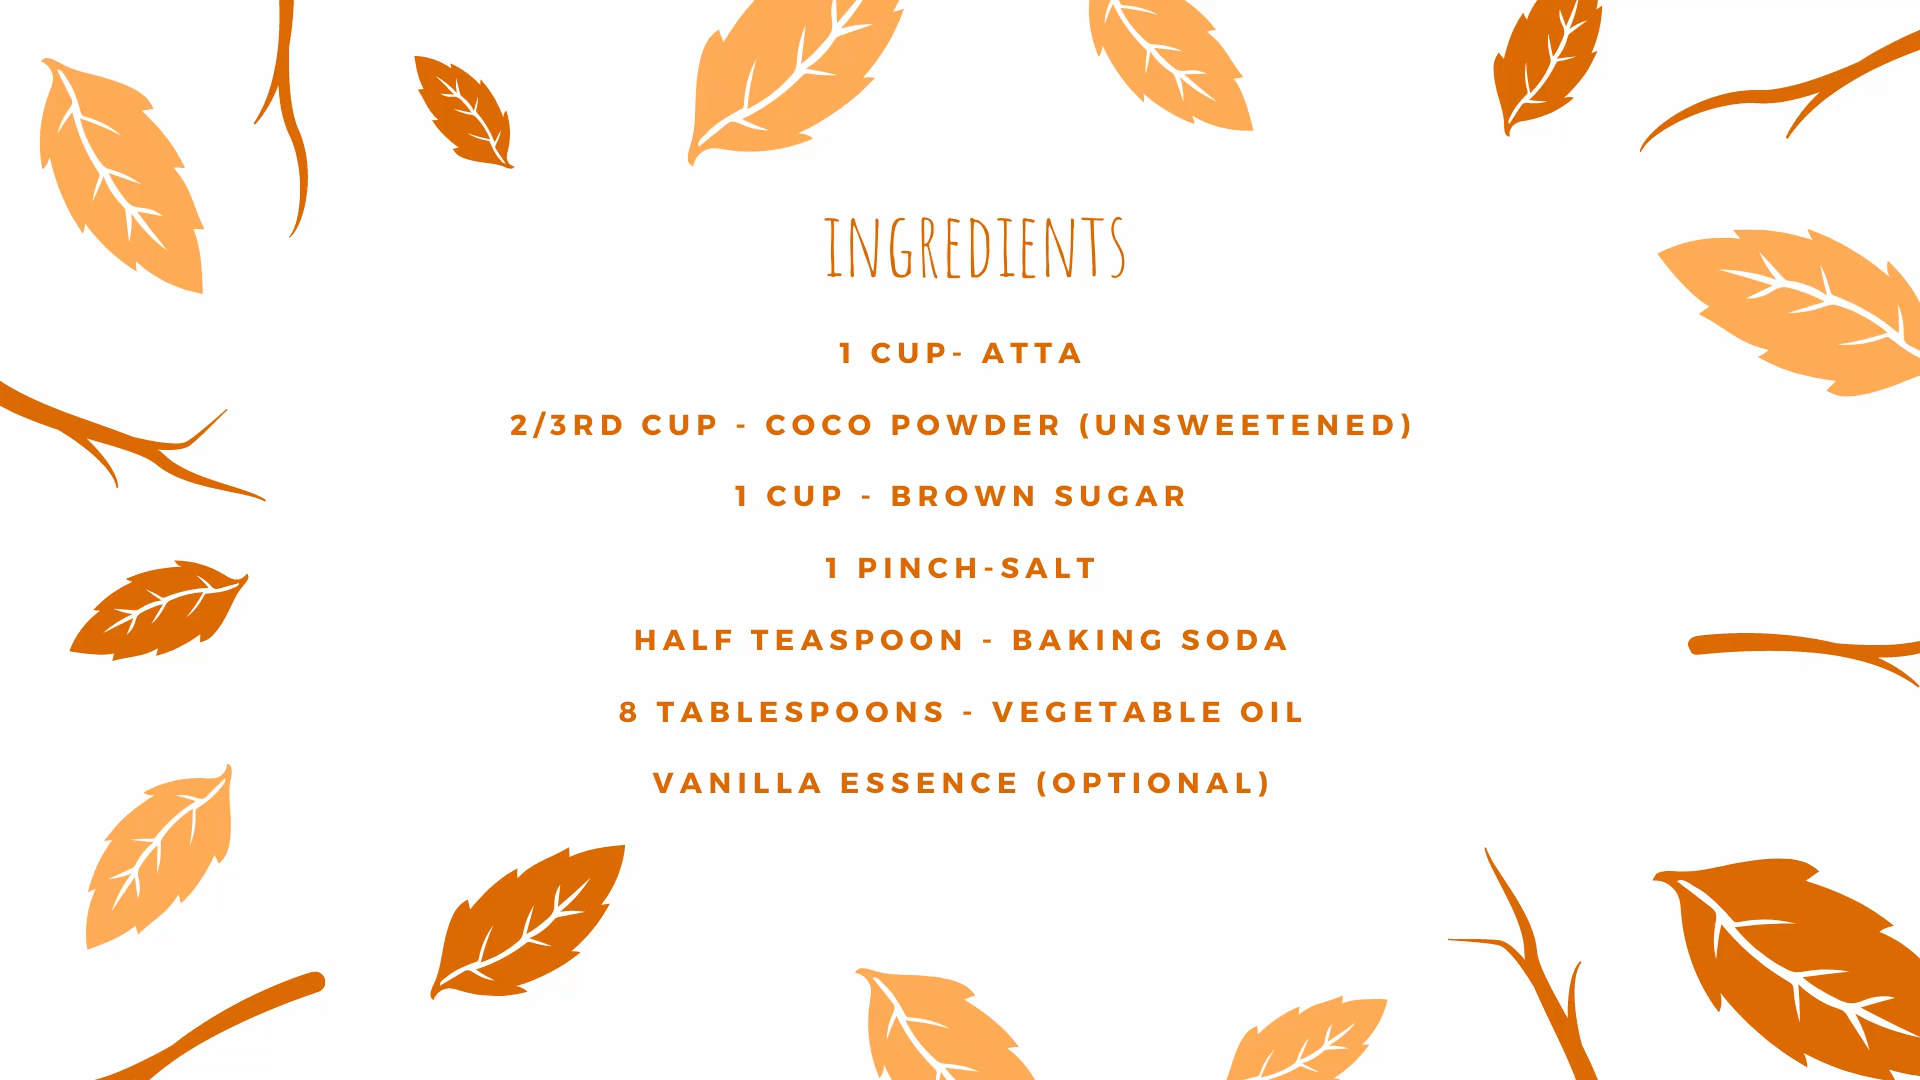 INGREDIENTS
1 CUP- ATTA
2/3RD CUP - COCO POWDER (UNSWEETENED)
1 CUP - BROWN SUGAR
1 PINCH-SALT
HALF TEASPOON - BAKING SODA
8 TABLESPOONS - VEGETABLE OIL
VANILLA ESSENCE (OPTIONAL)